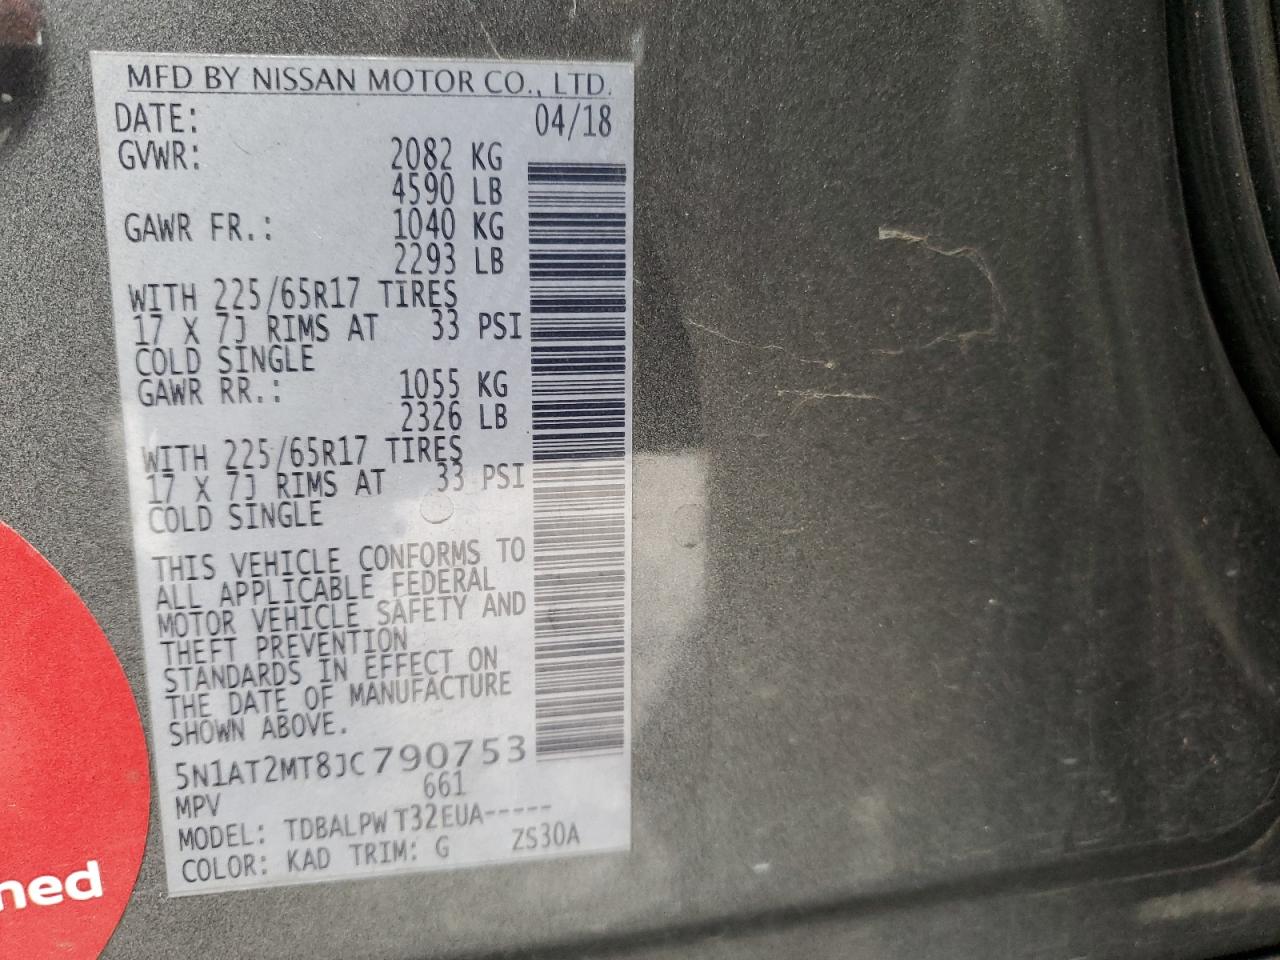 MFD BY NISSAN MOTOR CO., LTD.
DATE: 04/18
GVWR: 2082 KG
4590 LB
GAWR FR.: 1040 KG
2293 LB
WITH 225/65R17 TIRES
17 X 7J RIMS AT 33 PSI
COLD SINGLE
GAWR RR.: 1055 KG
2326 LB
WITH 225/65R17 TIRES
17 X 7J RIMS AT 33 PSI
COLD SINGLE
THIS VEHICLE CONFORMS TO
ALL APPLICABLE FEDERAL
MOTOR VEHICLE SAFETY AND
THEFT PREVENTION
STANDARDS IN EFFECT ON
THE DATE OF MANUFACTURE
SHOWN ABOVE.
5N1AT2MT8JC790753
MPV 661
MODEL: TDBALPWT32EUA-----
COLOR: KAD TRIM: G ZS30A
ned